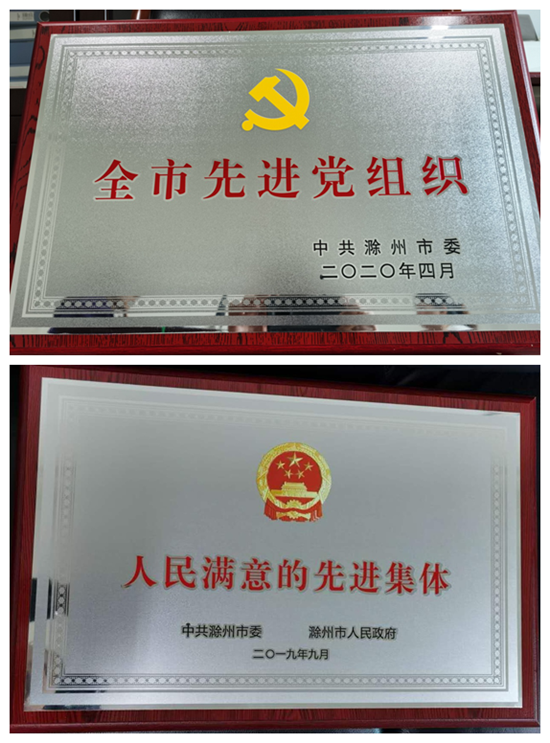 全市先进党组织
中共滁州市委
二〇二〇年四月
人民满意的先进集体
中共滁州市委 滁州市人民政府
二〇一九年九月